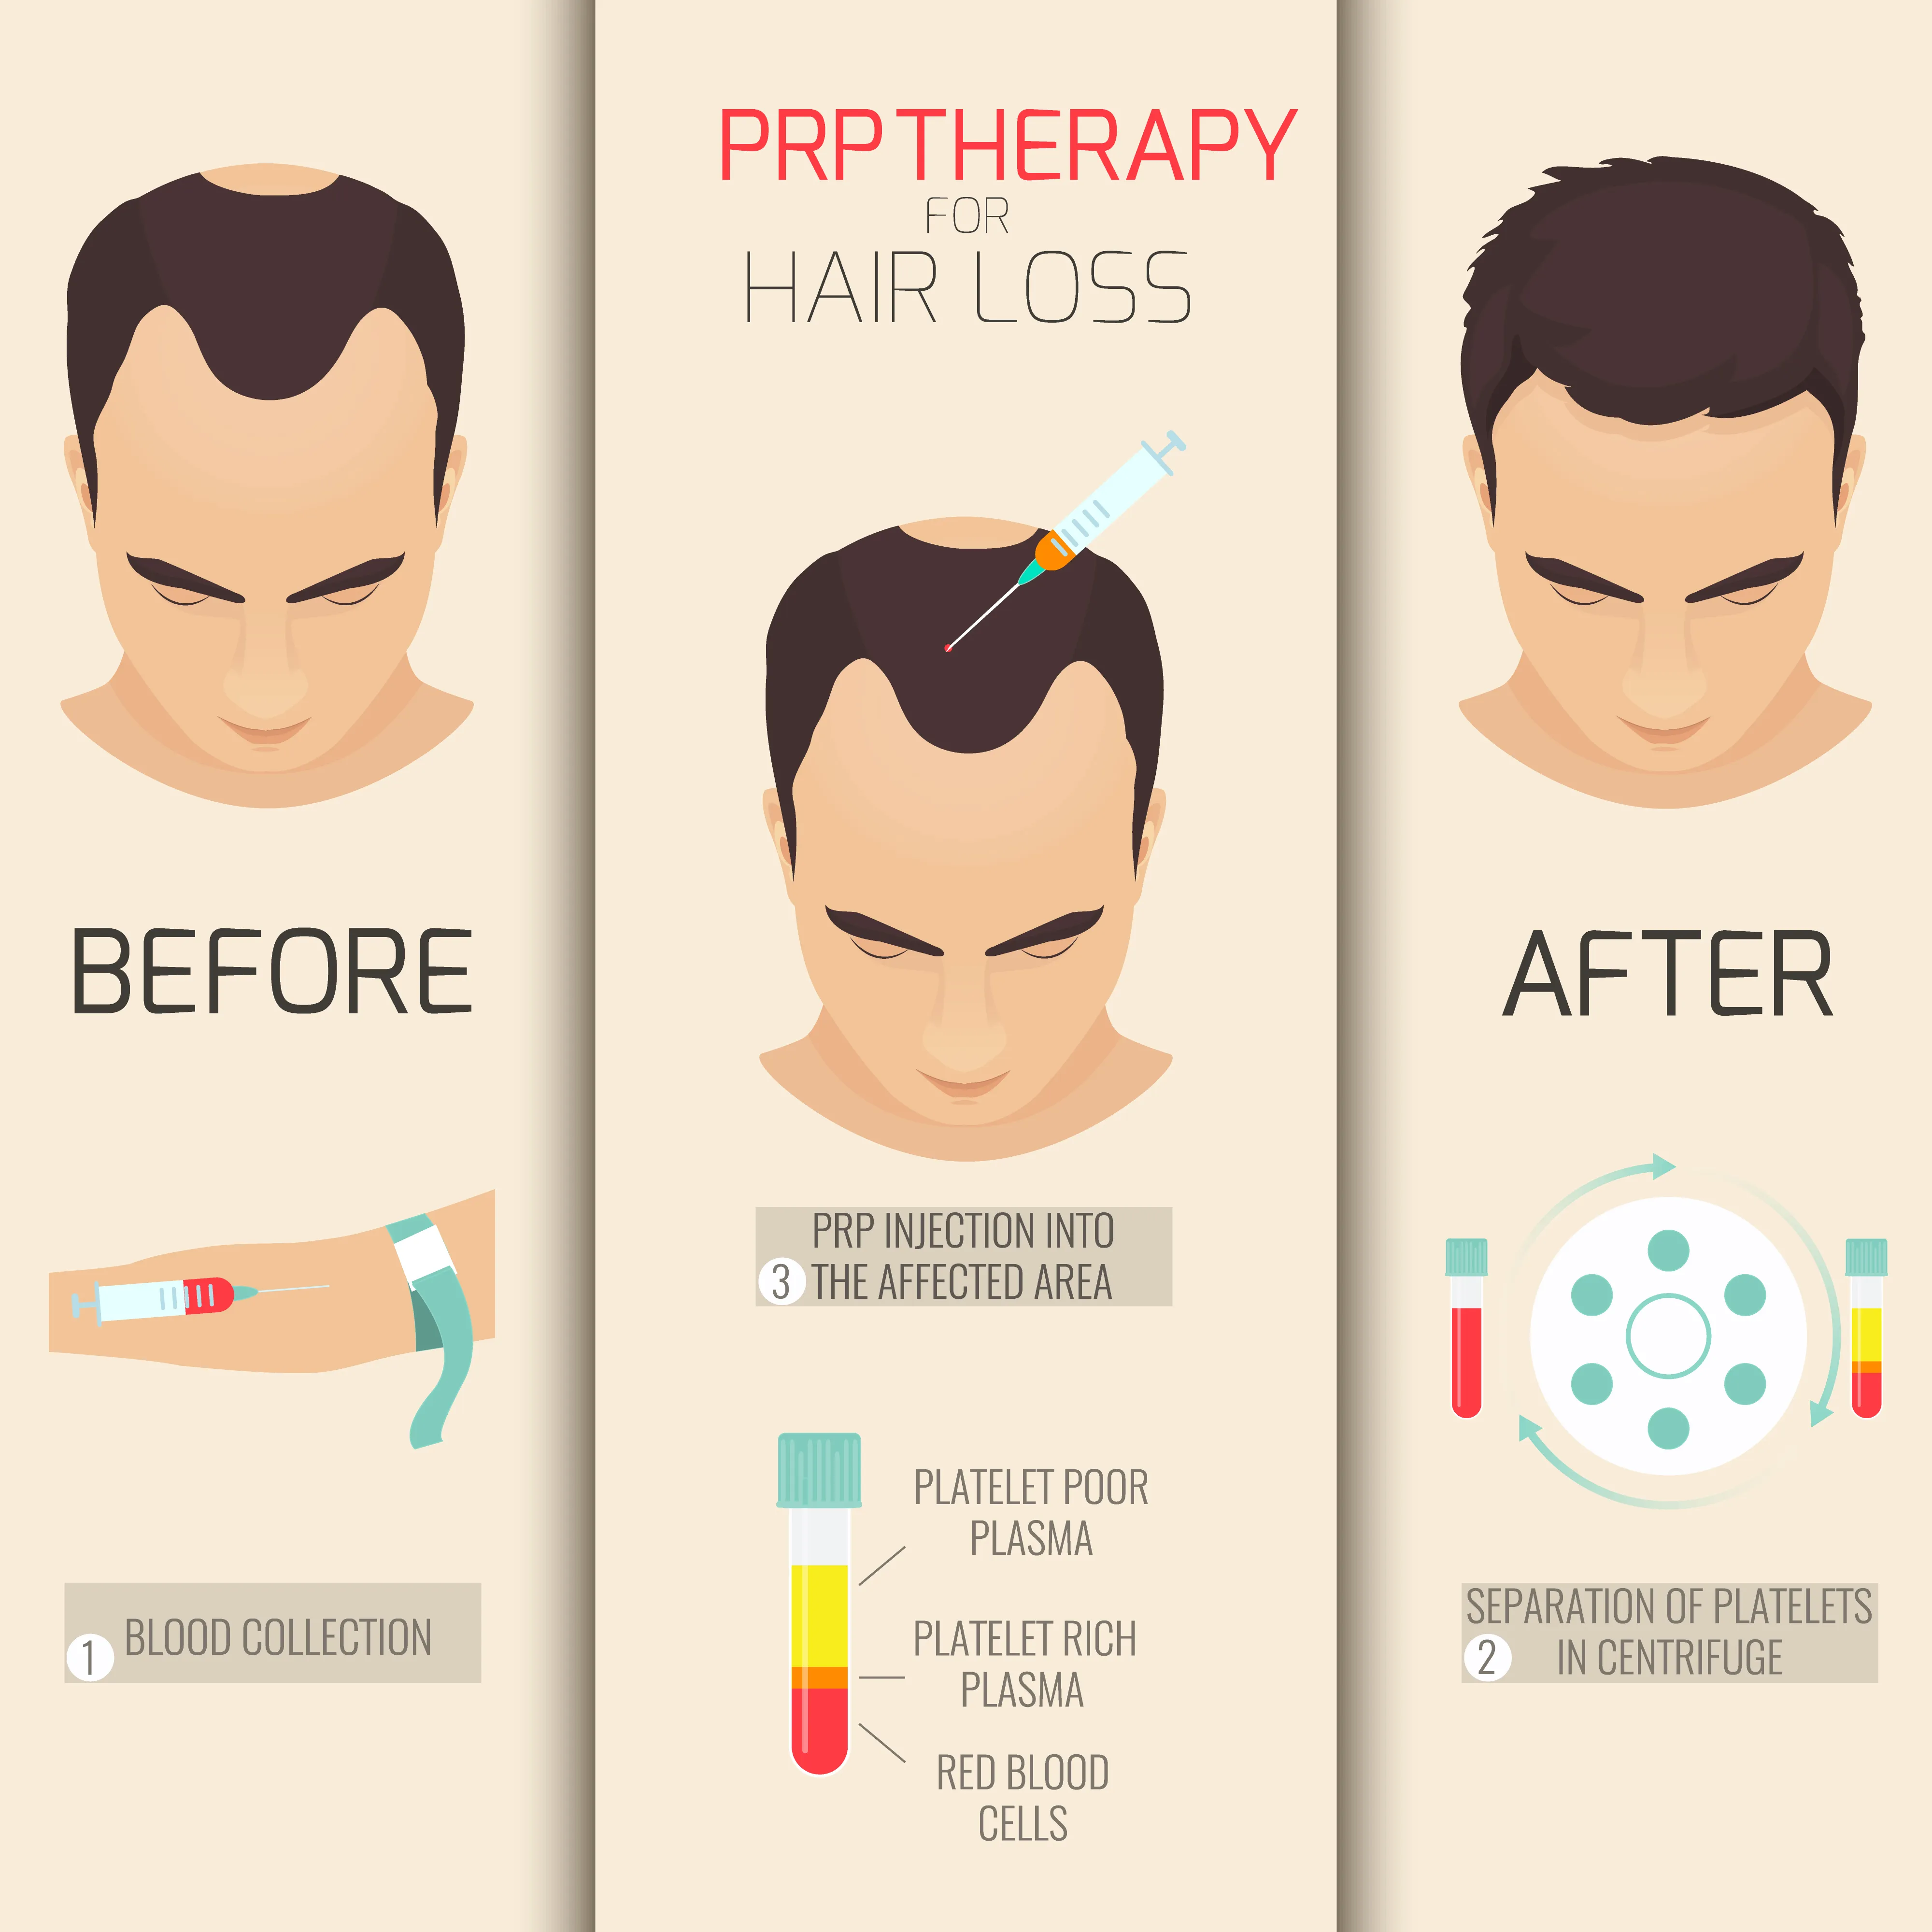 BEFORE
1
BLOOD COLLECTION
PRP THERAPY
FOR
HAIR LOSS
PRP INJECTION INTO
3 THE AFFECTED AREA
PLATELET POOR
PLASMA
PLATELET RICH
PLASMA
RED BLOOD
CELLS
AFTER
SEPARATION OF PLATELETS
2 IN CENTRIFUGE